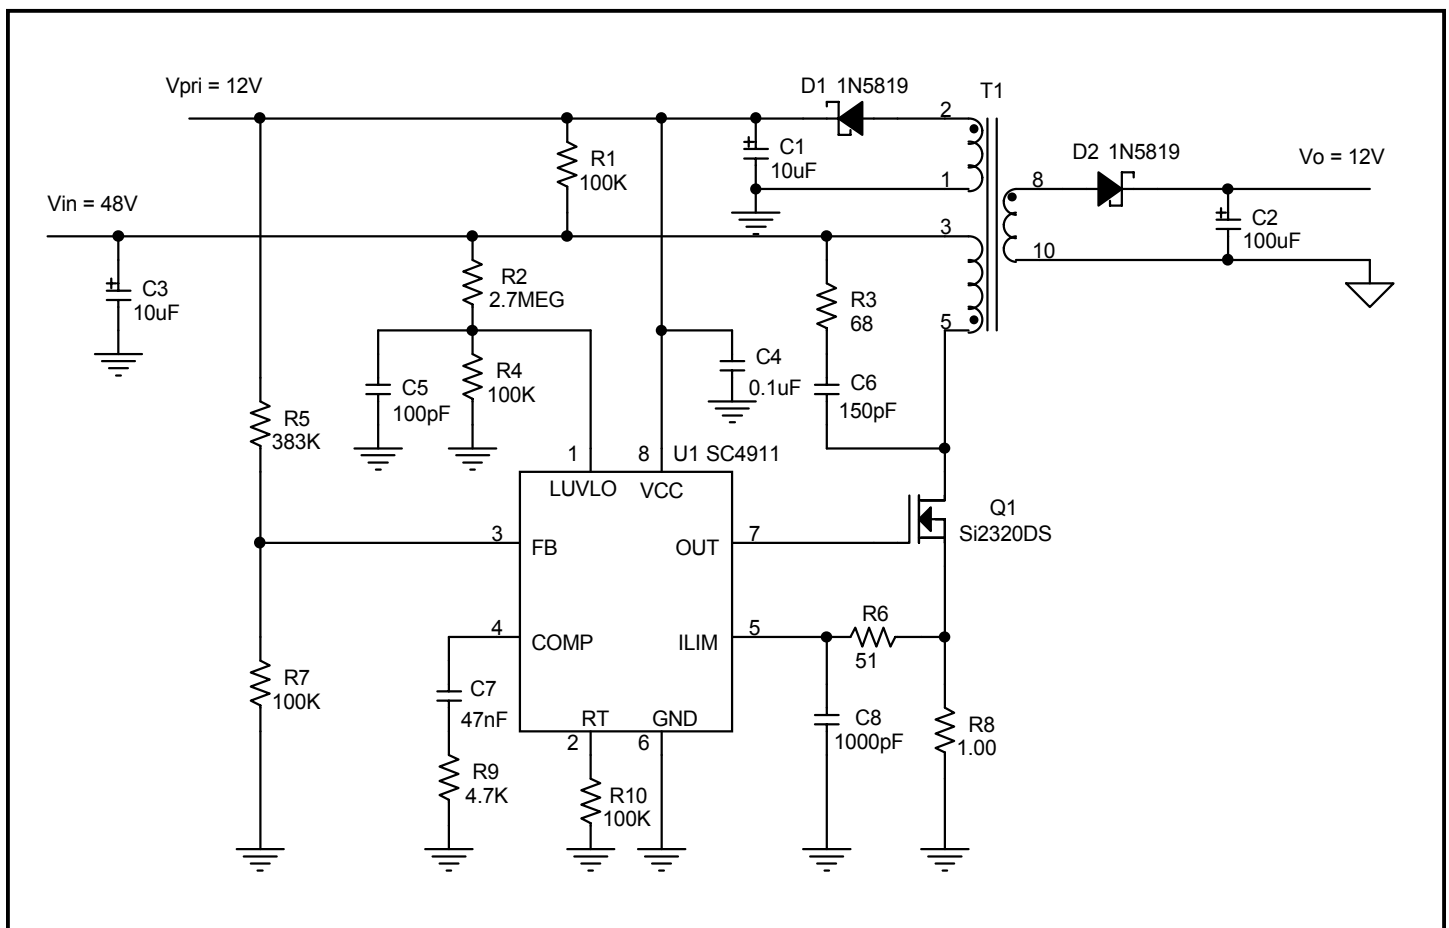 Vpri = 12V
D1 1N5819
T1
2
R1
100K
C1
10uF
1
D2 1N5819
Vo = 12V
8
Vin = 48V
3
C2
100uF
10
R2
2.7MEG
C3
10uF
R3
68
5
C4
0.1uF
C5
100pF
R4
100K
C6
150pF
R5
383K
1
8
U1 SC4911
LUVLO
VCC
Q1
Si2320DS
3
FB
OUT
7
4
COMP
ILIM
5
R6
51
R7
100K
C7
47nF
RT
GND
2
6
C8
1000pF
R8
1.00
R9
4.7K
R10
100K